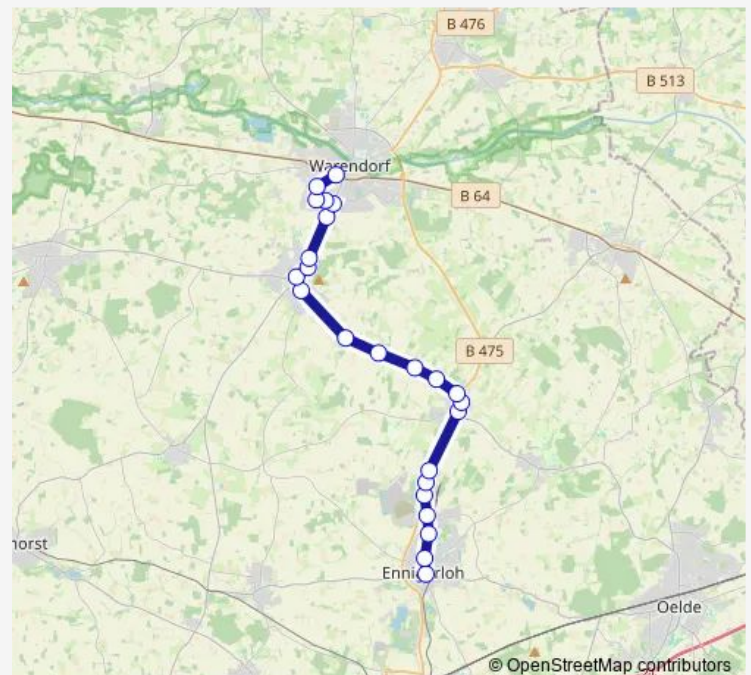 B 476
B 513
Warendorf
B 64
B 475
horst
Ennigerloh
Oelde
© OpenStreetMap contributors